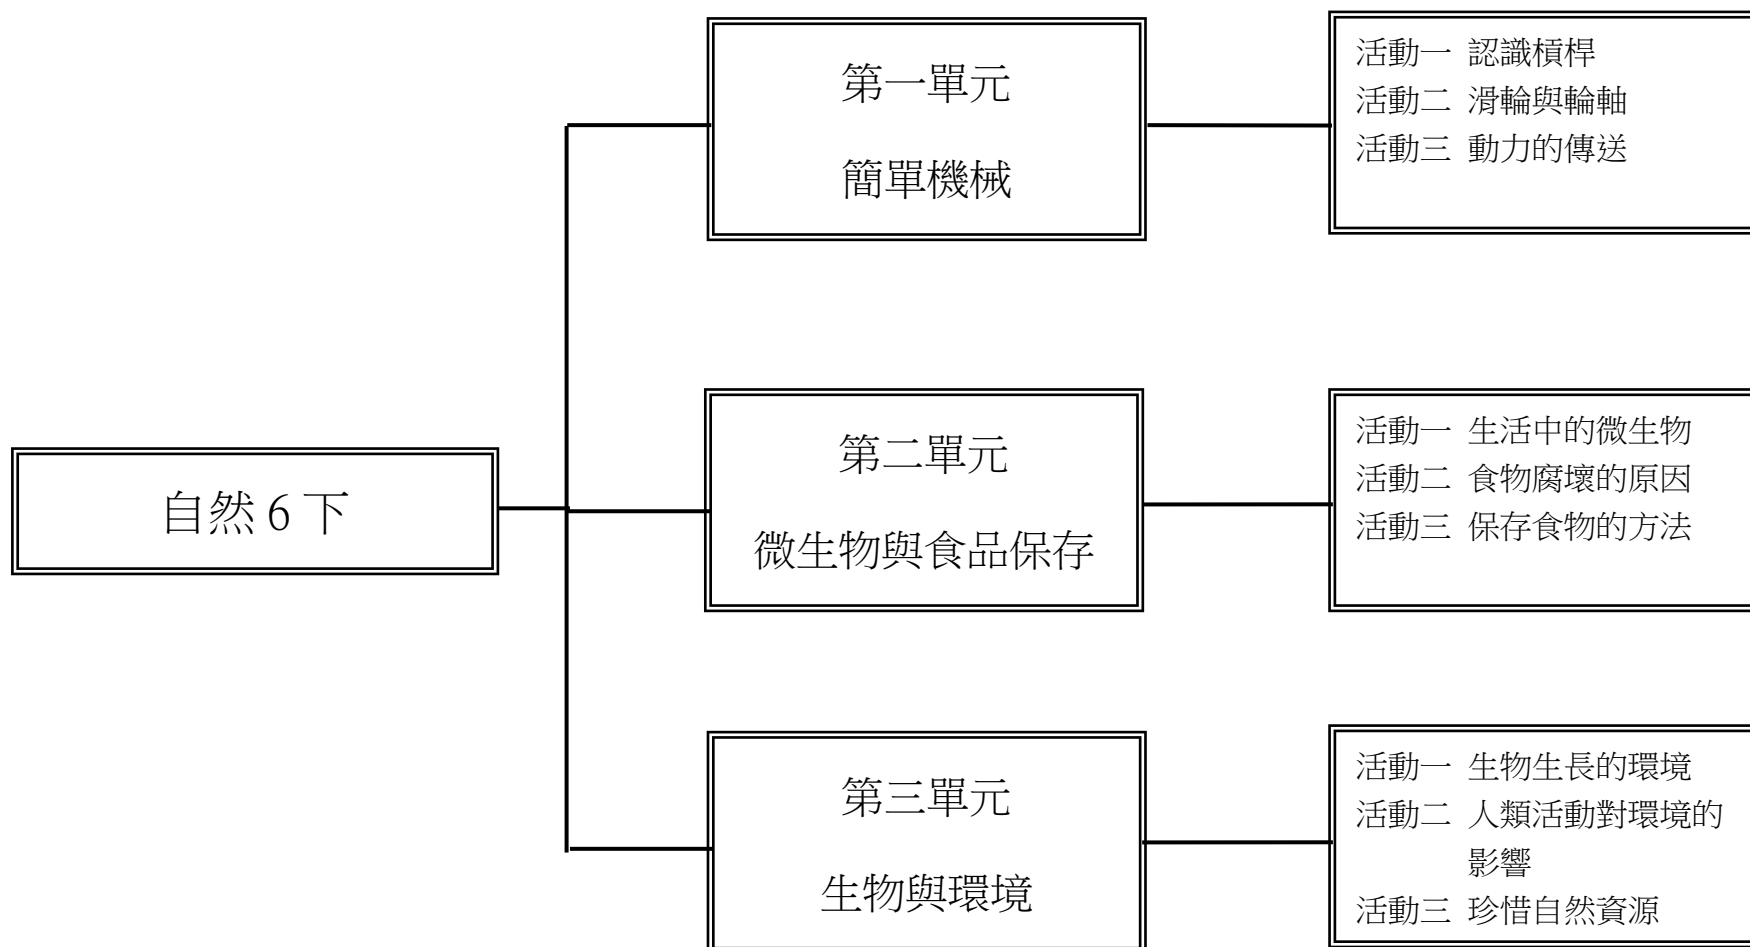 自然6下
第一單元
簡單機械
活動一 認識槓桿
活動二 滑輪與輪軸
活動三 動力的傳送
第二單元
微生物與食品保存
活動一 生活中的微生物
活動二 食物腐壞的原因
活動三 保存食物的方法
第三單元
生物與環境
活動一 生物生長的環境
活動二 人類活動對環境的
影響
活動三 珍惜自然資源